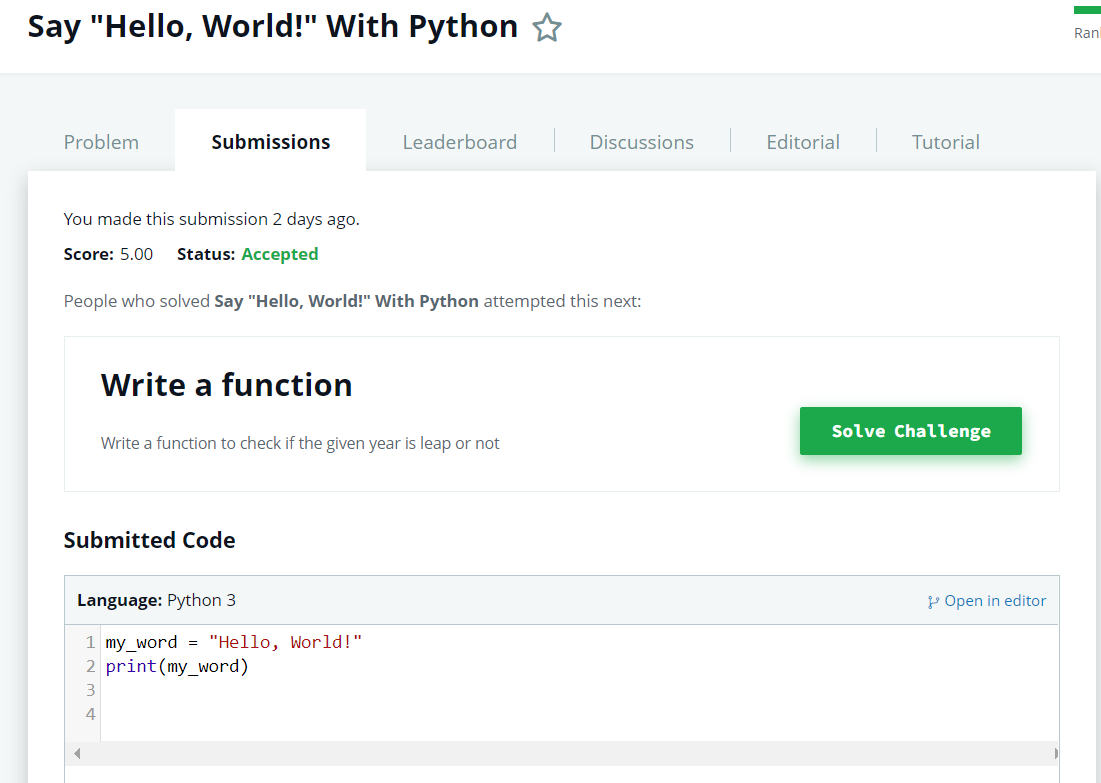 Say "Hello, World!" With Python
Problem
Submissions
Leaderboard
Discussions
Editorial
Tutorial
You made this submission 2 days ago.
Score: 5.00 Status: Accepted
People who solved Say "Hello, World!" With Python attempted this next:
Write a function
Write a function to check if the given year is leap or not
Solve Challenge
Submitted Code
Language: Python 3
Open in editor
1 my_word = "Hello, World!"
2 print(my_word)
3
4